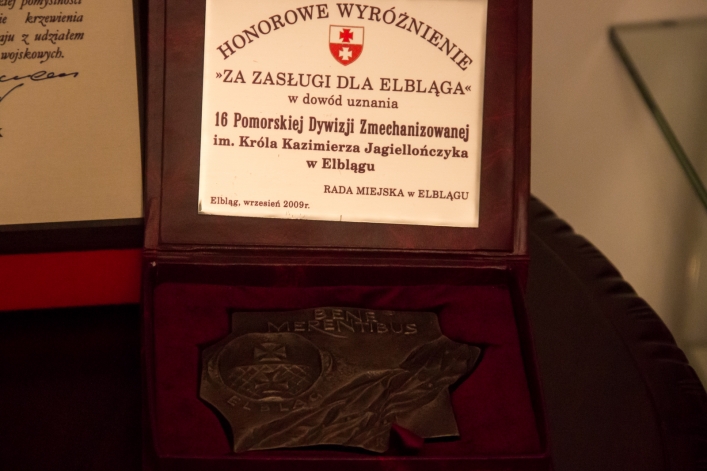 pomyślności
krzewienia
z udziałem
wojskowych.
HONOROWE WYRÓŻNIENIE
»ZA ZASŁUGI DLA ELBLĄGA«
w dowód uznania
16 Pomorskiej Dywizji Zmechanizowanej
im. Króla Kazimierza Jagiellończyka
w Elblągu
RADA MIEJSKA w ELBLĄGU
Elbląg, wrzesień 2009r.
BENE
MERENTIBUS